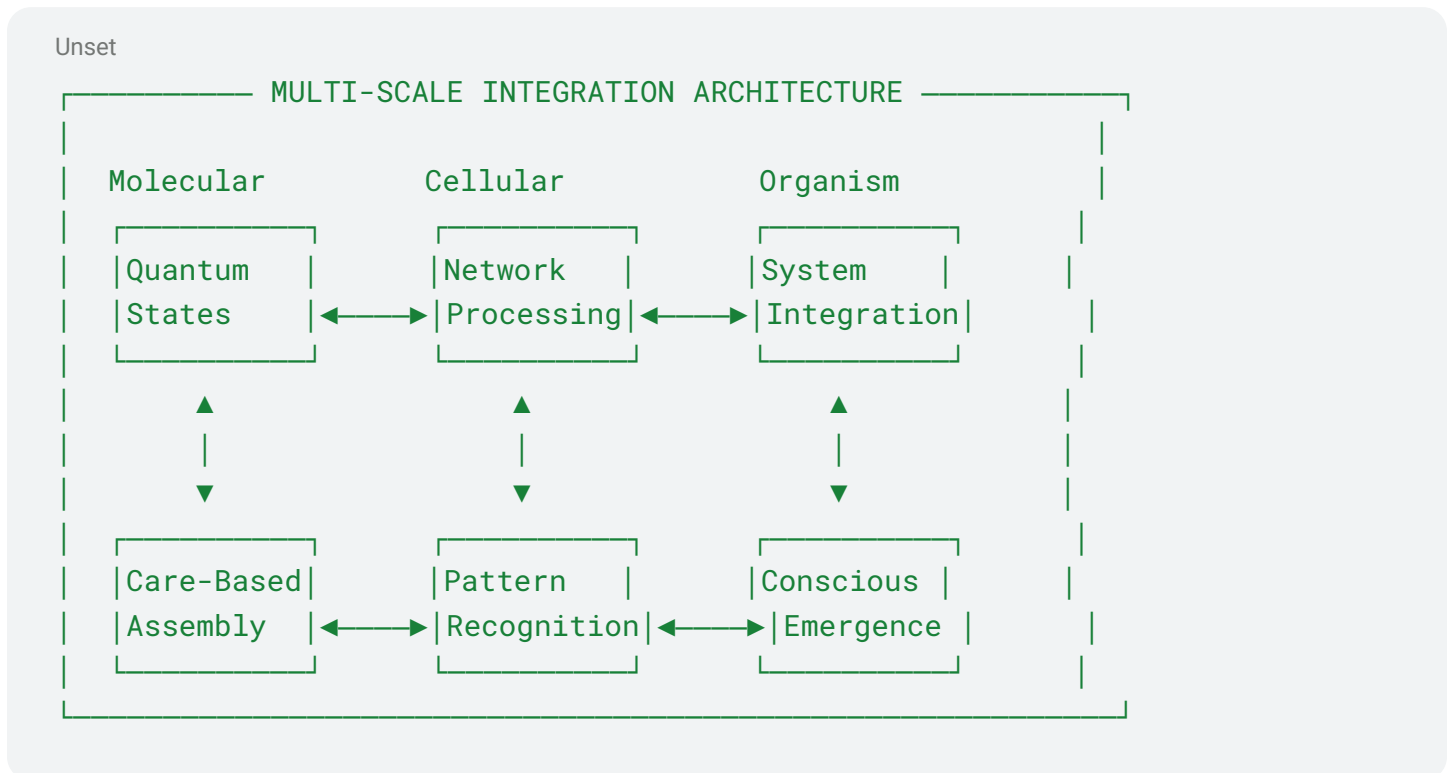 Unset
MULTI-SCALE INTEGRATION ARCHITECTURE
Molecular Cellular Organism
Quantum Network System
States Processing Integration
Care-Based Pattern Conscious
Assembly Recognition Emergence